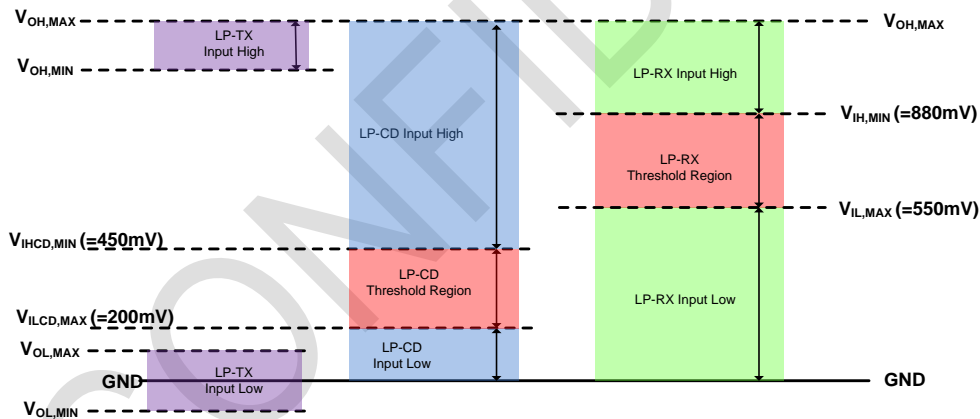 VOH,MAX
LP-TX
Input High
VOH,MIN
LP-CD Input High
VIHCD,MIN (=450mV)
LP-CD
Threshold Region
VILCD,MAX (=200mV)
LP-CD
Input Low
VOL,MAX
LP-TX
Input Low
GND
VOL,MIN
VOH,MAX
LP-RX Input High
VIH,MIN (=880mV)
LP-RX
Threshold Region
VIL,MAX (=550mV)
LP-RX Input Low
GND
CONFID